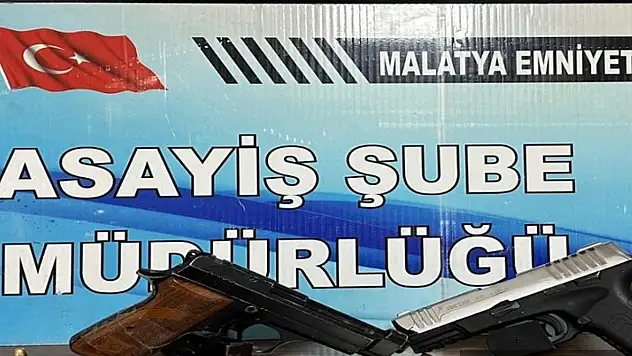 MALATYA EMNİYET
ASAYİŞ ŞUBE
MÜDÜRLÜĞÜ